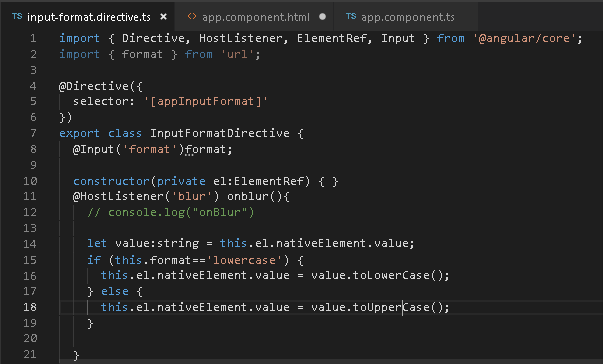 TS input-format.directive.ts × <> app.component.html ● TS app.component.ts
1 import { Directive, HostListener, ElementRef, Input } from '@angular/core';
2 import { format } from 'url';
3
4 @Directive({
5 selector: '[appInputFormat]'
6 })
7 export class InputFormatDirective {
8 @Input('format')format;
9
10 constructor(private el:ElementRef) { }
11 @HostListener('blur') onblur(){
12 // console.log("onBlur")
13
14 let value:string = this.el.nativeElement.value;
15 if (this.format=='lowercase') {
16 this.el.nativeElement.value = value.toLowerCase();
17 } else {
18 this.el.nativeElement.value = value.toUpperCase();
19 }
20
21 }